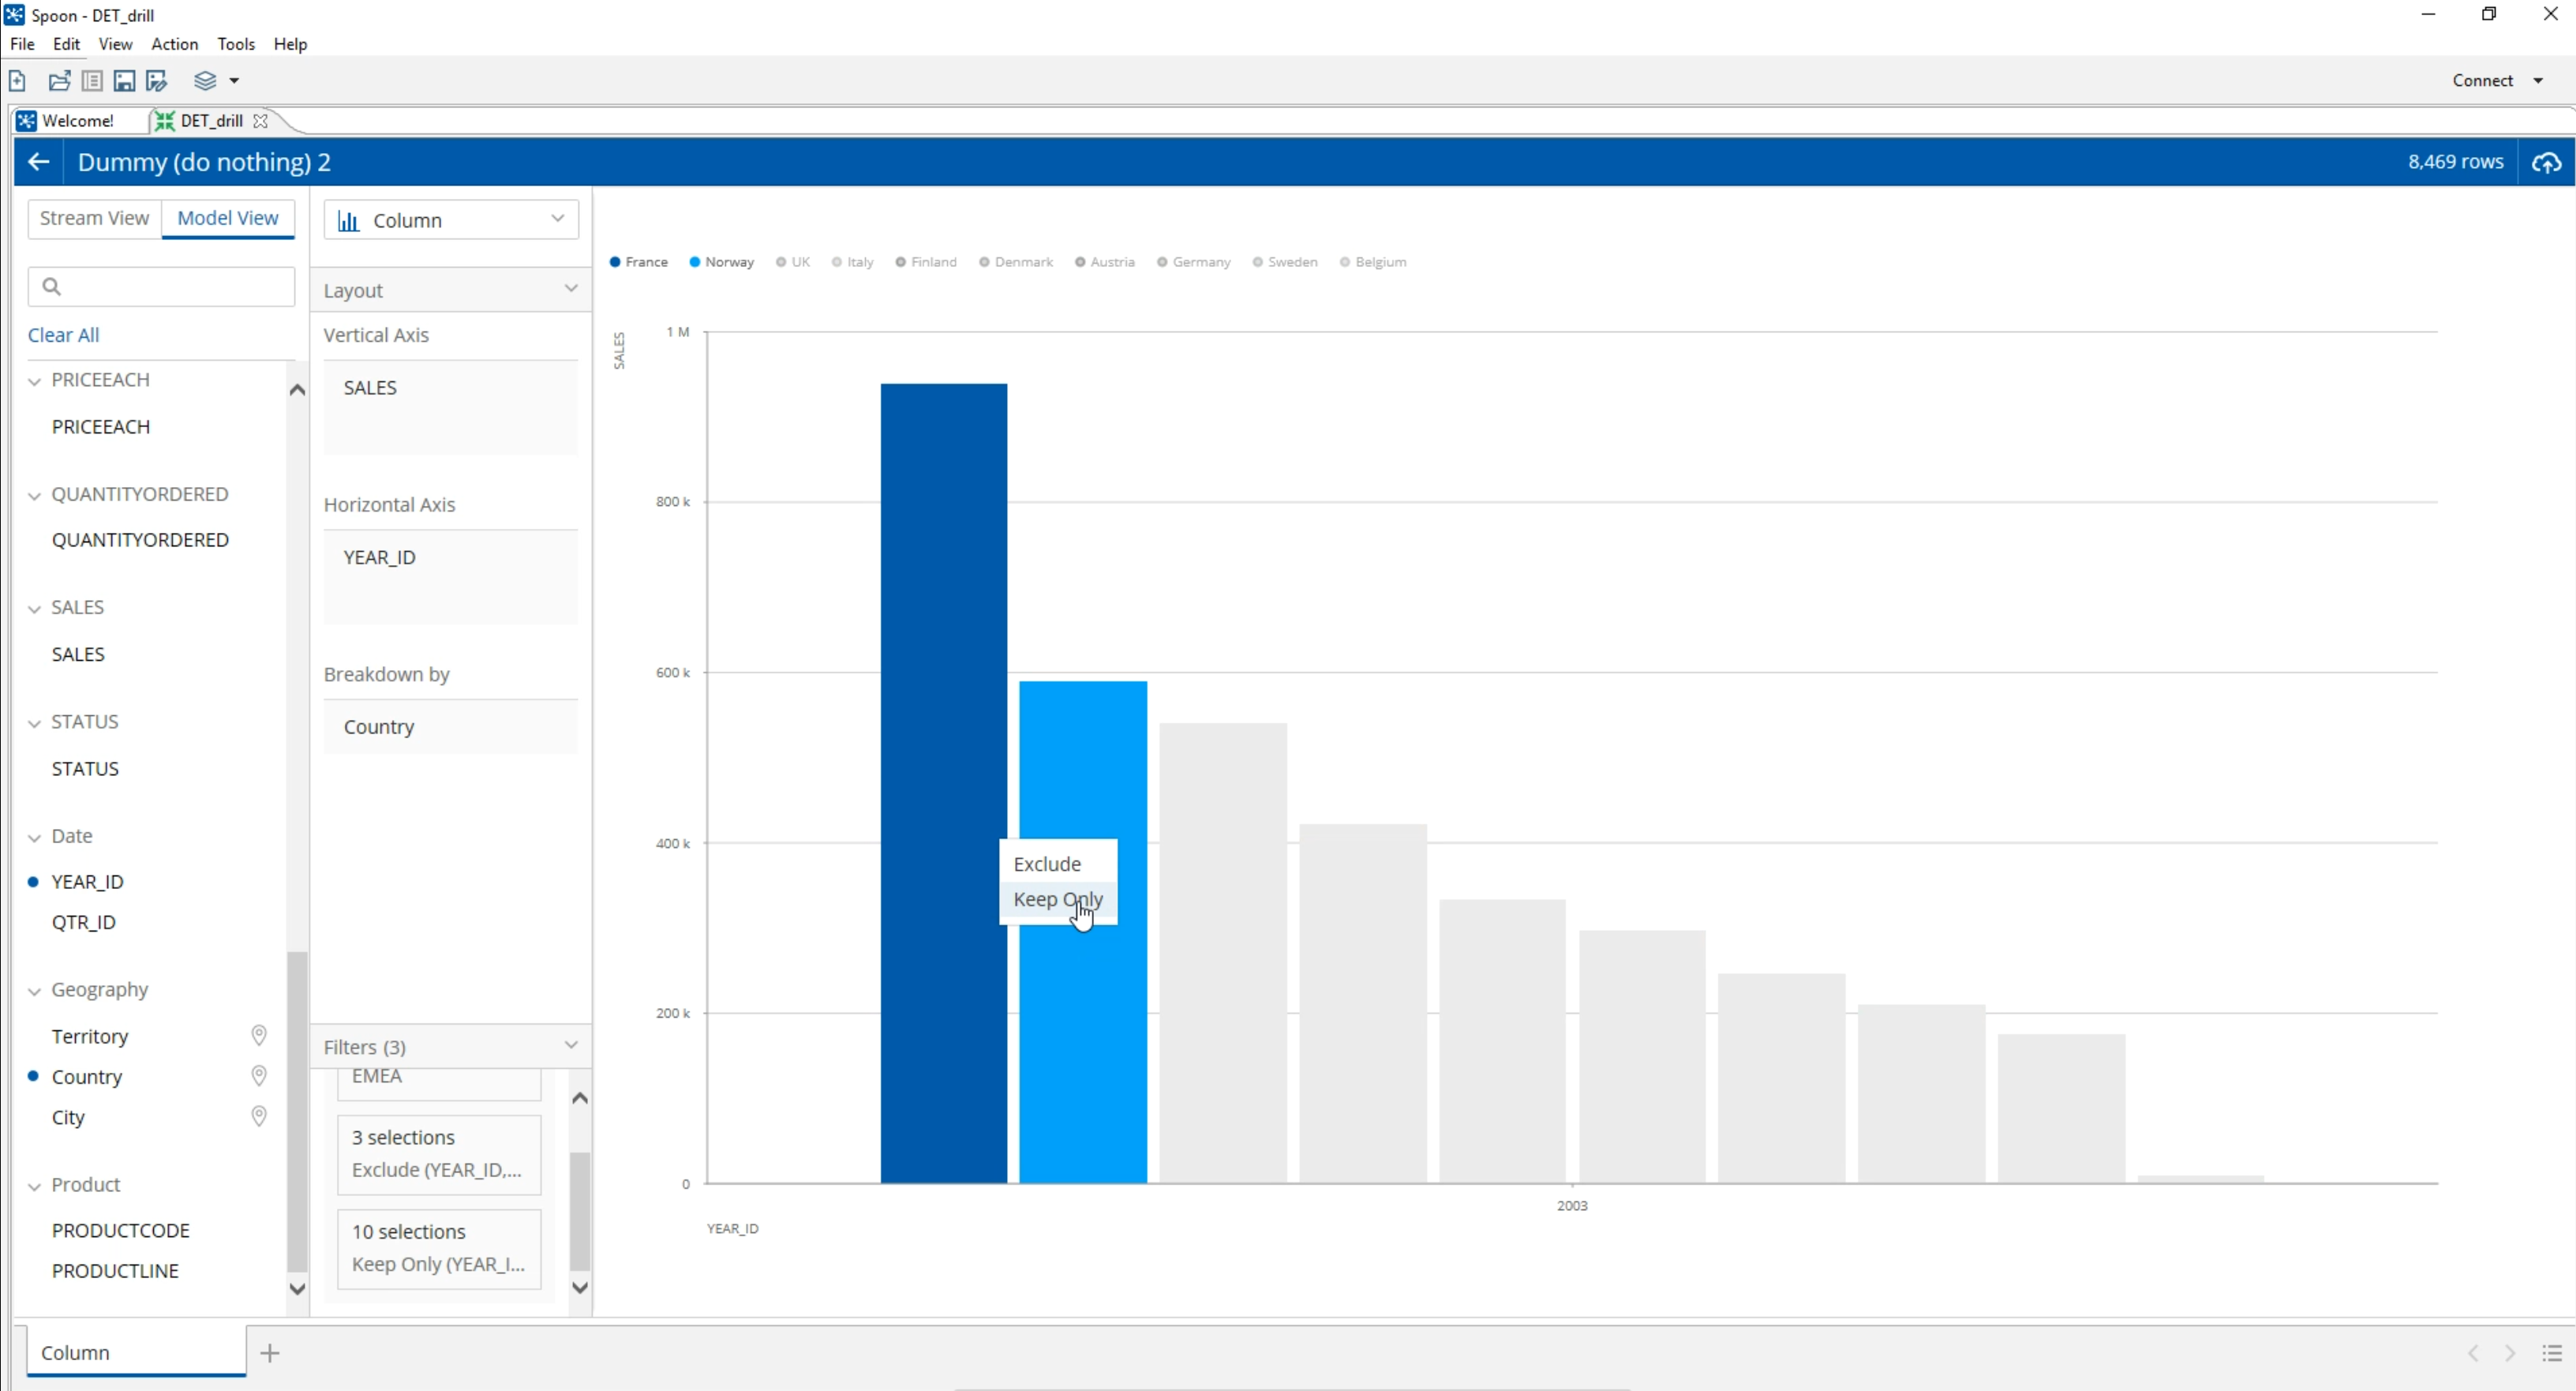 Spoon - DET_drill
File Edit View Action Tools Help
Connect
Welcome! DET_drill
Dummy (do nothing) 2 8,469 rows
Stream View Model View
Clear All
PRICEEACH
PRICEEACH
QUANTITYORDERED
QUANTITYORDERED
SALES
SALES
STATUS
STATUS
Date
YEAR_ID
QTR_ID
Geography
Territory
Country
City
Product
PRODUCTCODE
PRODUCTLINE
Column
Layout
Vertical Axis
SALES
Horizontal Axis
YEAR_ID
Breakdown by
Country
Filters (3)
EMEA
3 selections
Exclude (YEAR_ID,...
10 selections
Keep Only (YEAR_I...
France Norway UK Italy Finland Denmark Austria Germany Sweden Belgium
SALES
1 M
800 k
600 k
400 k
200 k
0
Exclude
Keep Only
2003
YEAR_ID
Column